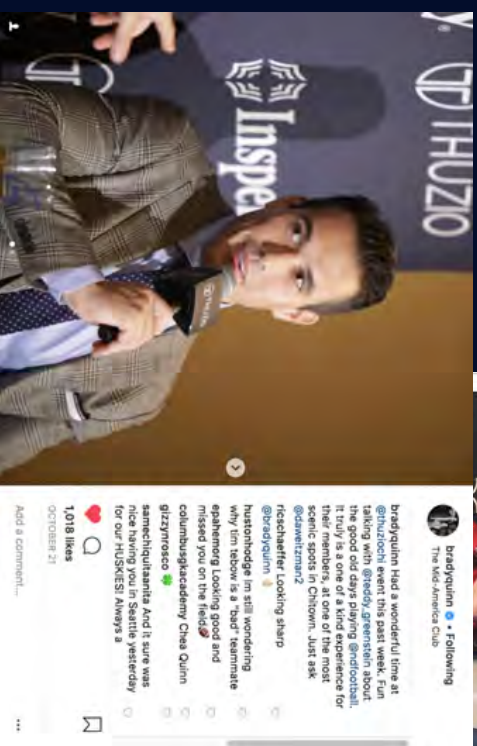 THUZIO
Inspe
THUZIO
bradyquinn • Following
The Mid-America Club
bradyquinn Had a wonderful time at
@thuziochi event this past week. Fun
talking with @teddy_greenstein about
the good old days playing @ndfootball.
It truly is a one of a kind experience for
their members, at one of the most
scenic spots in Chitown. Just ask
@daweitzman2
ricschaeffer Looking sharp
@bradyquinn 👌
hustonhodge Im still wondering
why tim tebow is a "bad" teammate
epahemorg Looking good and
missed you on the field🏈
columbusgkacademy Chea Quinn
gizzynrosco 🍀
samechiquitaanita And it sure was
nice having you in Seattle yesterday
for our HUSKIES! Always a
1,018 likes
OCTOBER 21
Add a comment...